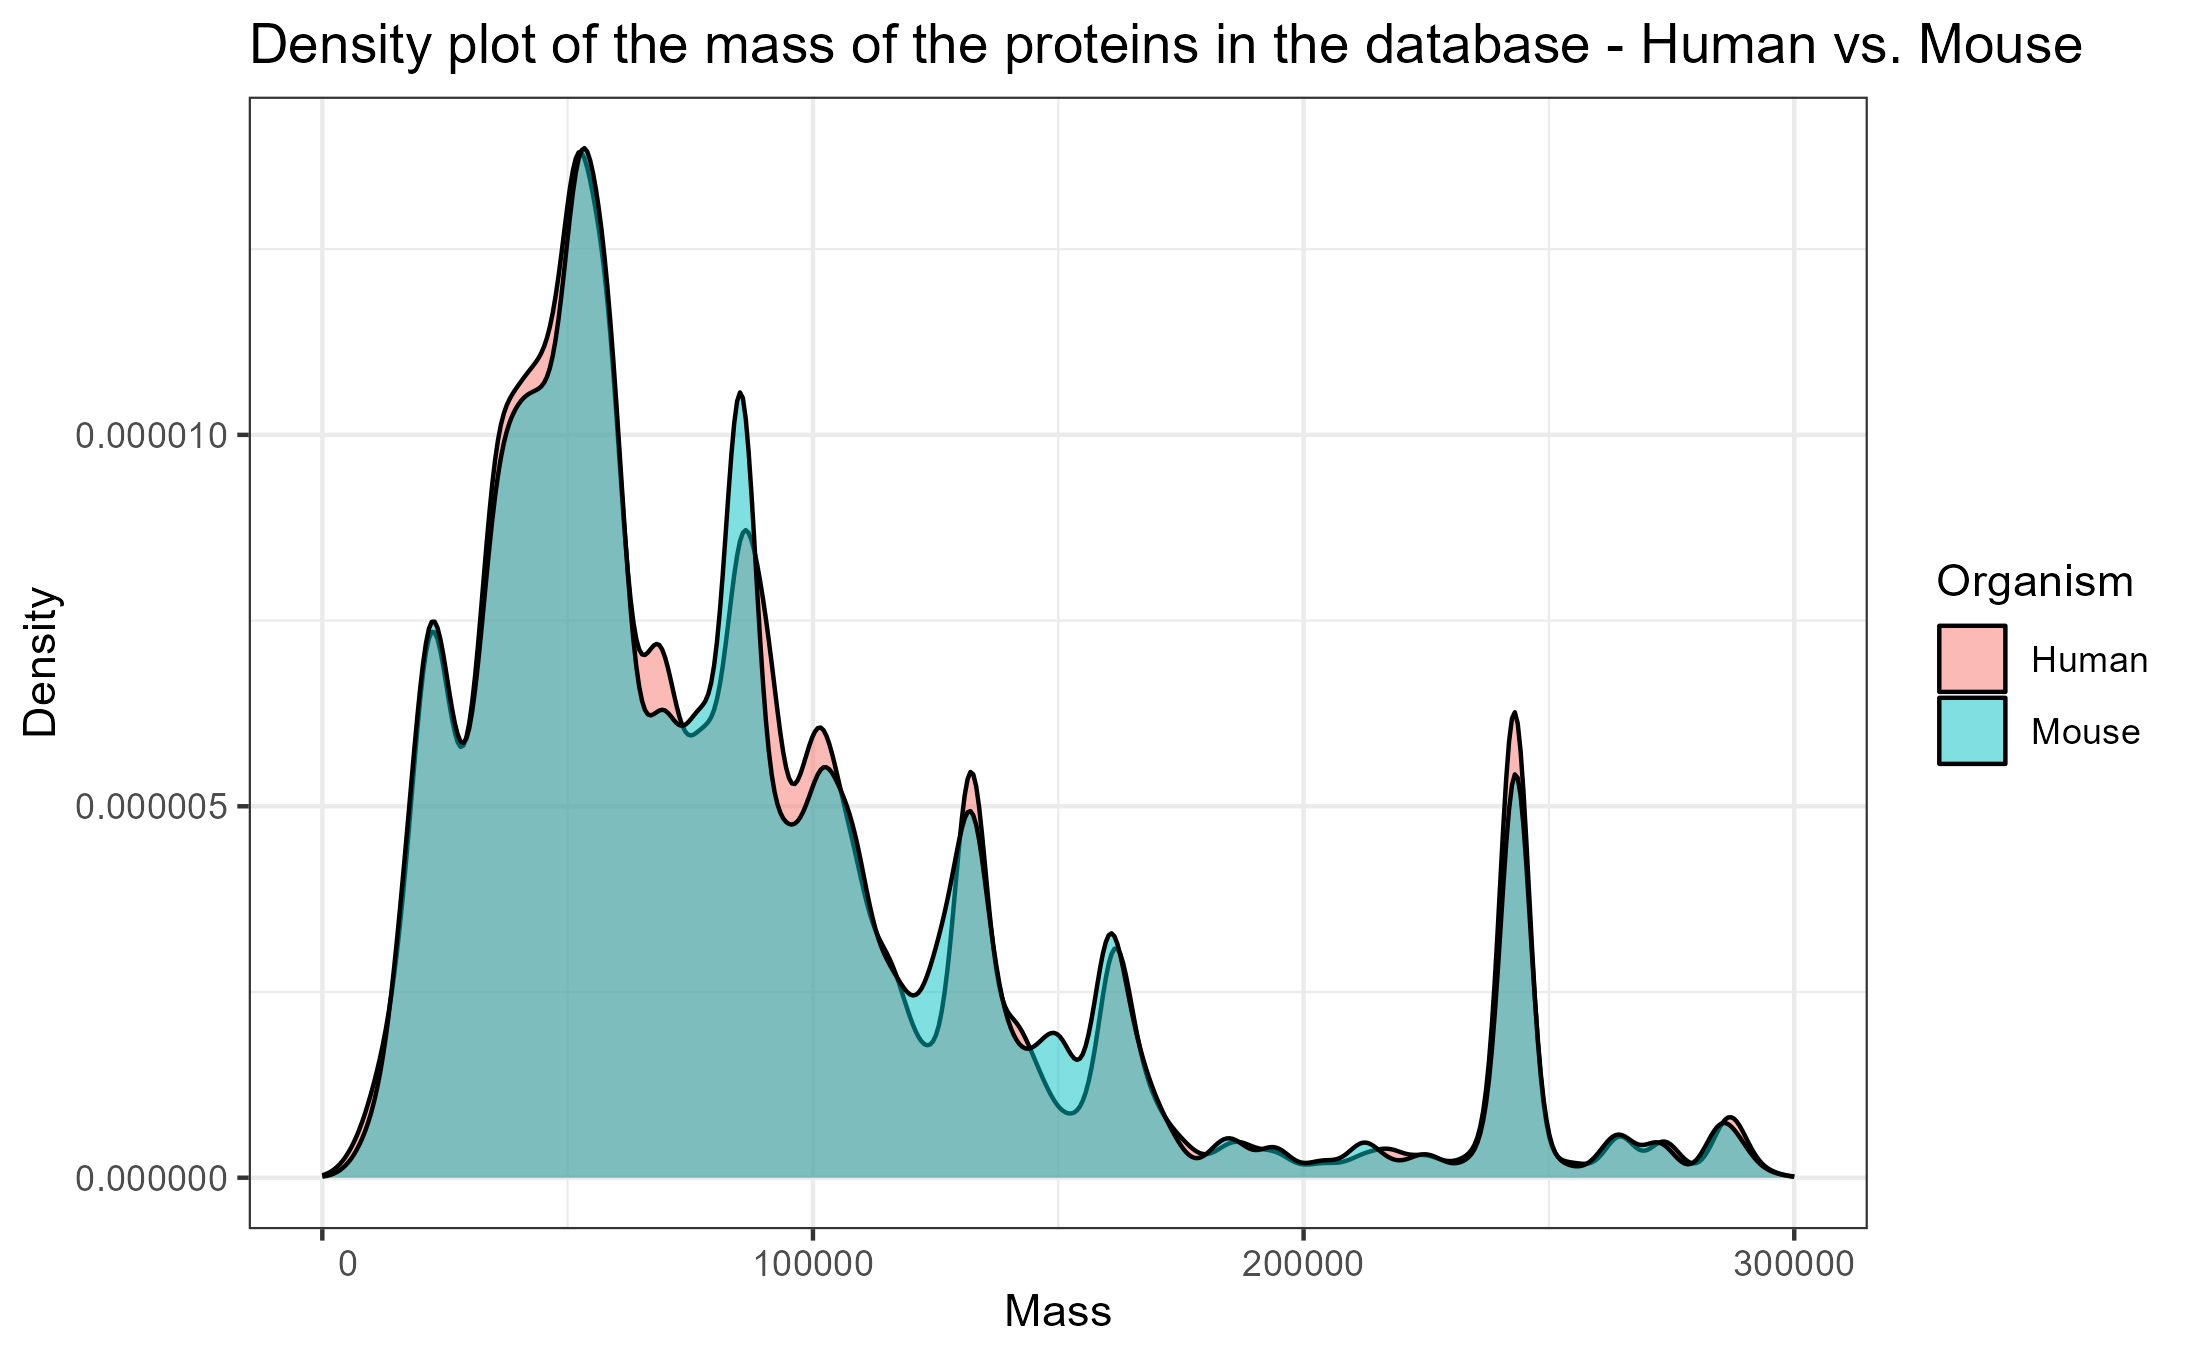 Density plot of the mass of the proteins in the database - Human vs. Mouse
Density
0.000010
0.000005
0.000000
0 100000 200000 300000
Mass
Organism
Human
Mouse